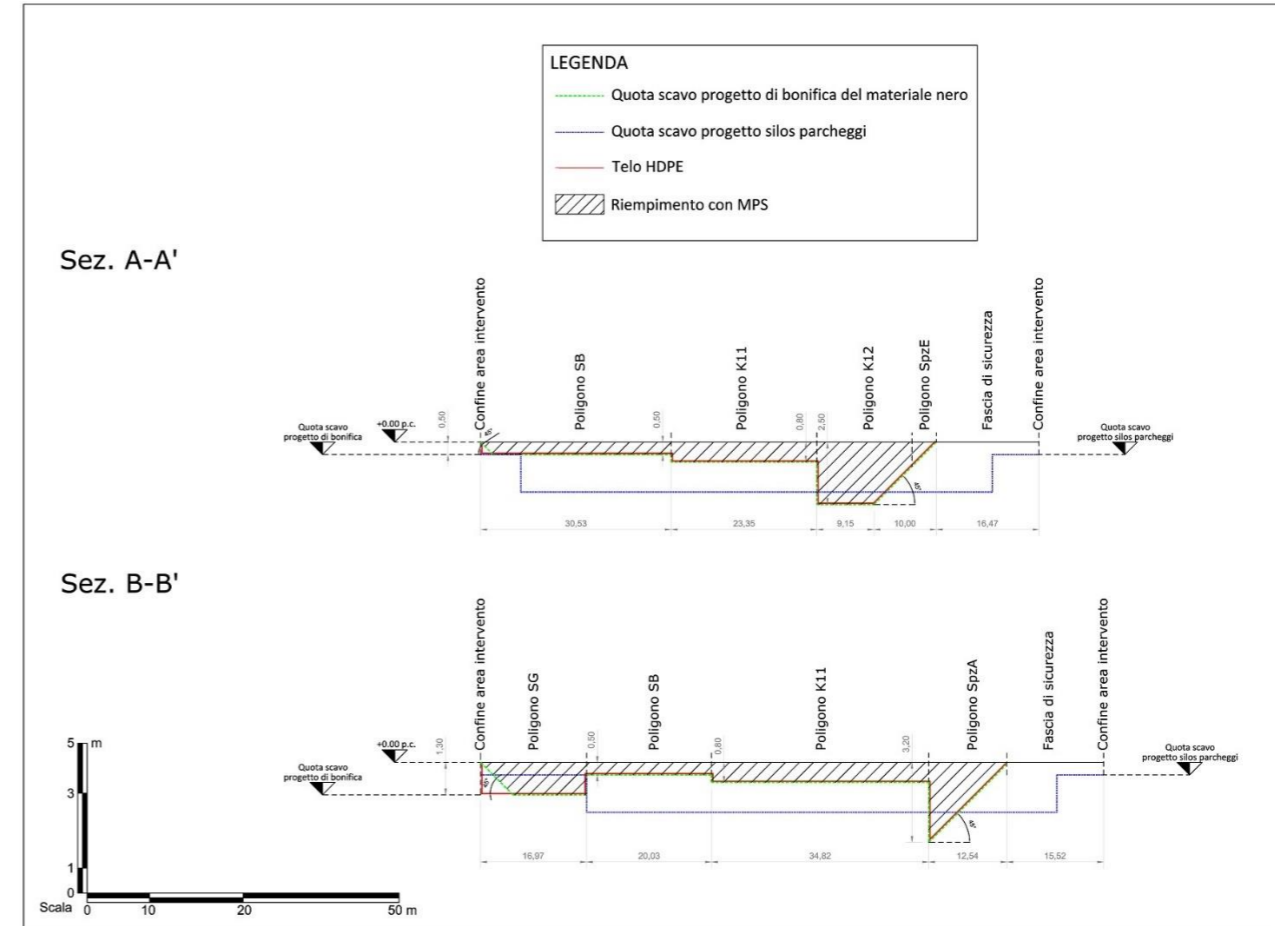 LEGENDA
Quota scavo progetto di bonifica del materiale nero
Quota scavo progetto silos parcheggi
Telo HDPE
Riempimento con MPS
Sez. A-A'
Confine area intervento
Poligono SB
Poligono K11
Poligono K12
Poligono SpzE
Fascia di sicurezza
Confine area intervento
Quota scavo
progetto di bonifica
+0.00 p.c.
0,50
45°
0,50
0,80
2,50
45°
Quota scavo
progetto silos parcheggi
30,53
23,35
9,15
10,00
16,47
Sez. B-B'
Confine area intervento
Poligono SG
Poligono SB
Poligono K11
Poligono SpzA
Fascia di sicurezza
Confine area intervento
+0.00 p.c.
Quota scavo
progetto di bonifica
1,30
45°
0,50
0,80
3,20
45°
Quota scavo
progetto silos parcheggi
16,97
20,03
34,82
12,54
15,52
5 m
3
1
0
Scala 0 10 20 50 m